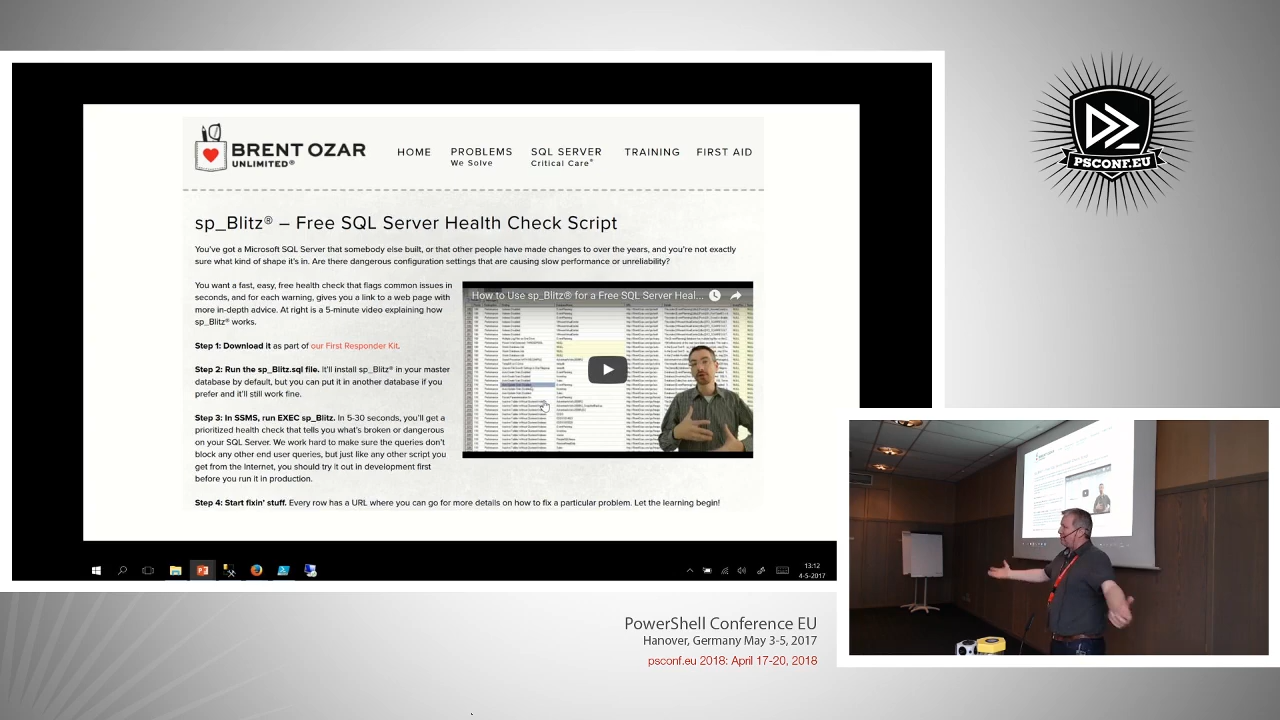 BRENT OZAR
UNLIMITED®
HOME
PROBLEMS
We Solve
SQL SERVER
Critical Care®
TRAINING
FIRST AID
sp_Blitz® – Free SQL Server Health Check Script
You've got a Microsoft SQL Server that somebody else built, or that other people have made changes to over the years, and you're not exactly
sure what kind of shape it's in. Are there dangerous configuration settings that are causing slow performance or unreliability?
You want a fast, easy, free health check that flags common issues in
seconds, and for each warning, gives you a link to a web page with
more in-depth advice. At right is a 5-minute video explaining how
sp_Blitz® works.
Step 1: Download it as part of our First Responder Kit.
Step 2: Run the sp_Blitz.sql file. It'll install sp_Blitz® in your master
database by default, but you can put it in another database if you
prefer and it'll still work fine.
Step 3: In SSMS, run EXEC sp_Blitz. In 5-30 seconds, you'll get a
prioritized health check that tells you what's broken or dangerous
on your SQL Server. We work hard to make sure the queries don't
block any other end user queries, but just like any other script you
get from the Internet, you should try it out in development first
before you run it in production.
Step 4: Start fixin' stuff. Every row has a URL where you can go for more details on how to fix a particular problem. Let the learning begin!
How to Use sp_Blitz® for a Free SQL Server Heal...
13:12
4-5-2017
PSCONF.EU
PowerShell Conference EU
Hanover, Germany May 3-5, 2017
psconf.eu 2018: April 17-20, 2018